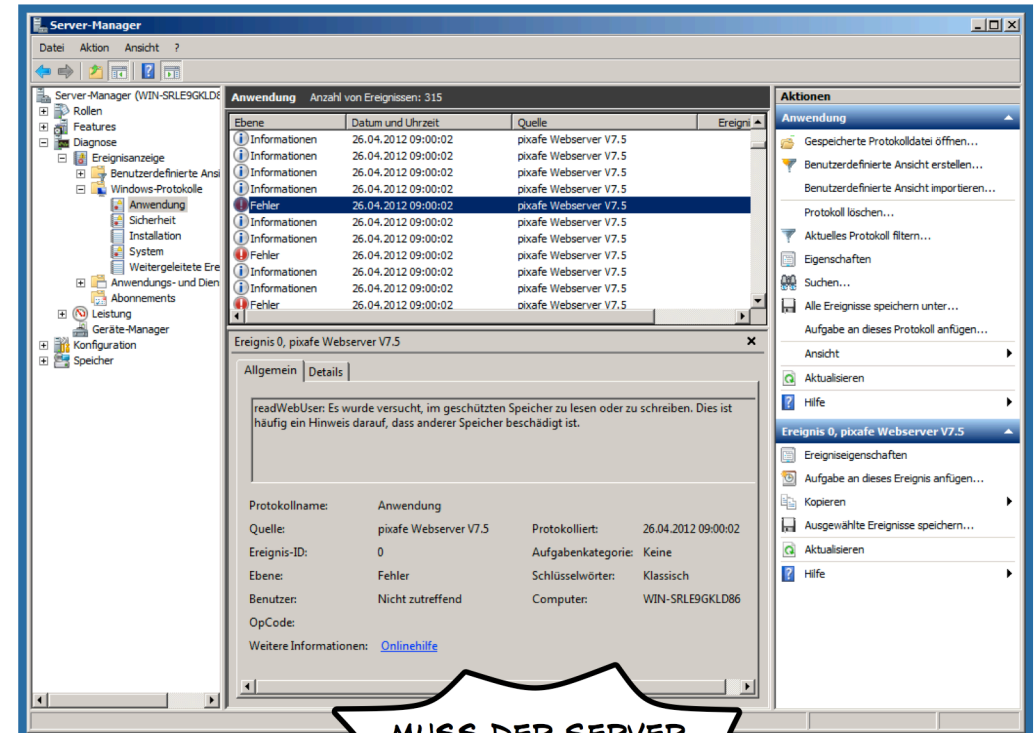 Server-Manager
Datei Aktion Ansicht ?
Server-Manager (WIN-SRLE9GKLD8
Rollen
Features
Diagnose
Ereignisanzeige
Benutzerdefinierte Ansi
Windows-Protokolle
Anwendung
Sicherheit
Installation
System
Weitergeleitete Ere
Anwendungs- und Dien
Abonnements
Leistung
Geräte-Manager
Konfiguration
Speicher
Anwendung Anzahl von Ereignissen: 315
Ebene Datum und Uhrzeit Quelle Ereigni
Informationen 26.04.2012 09:00:02 pixafe Webserver V7.5
Informationen 26.04.2012 09:00:02 pixafe Webserver V7.5
Informationen 26.04.2012 09:00:02 pixafe Webserver V7.5
Informationen 26.04.2012 09:00:02 pixafe Webserver V7.5
Fehler 26.04.2012 09:00:02 pixafe Webserver V7.5
Informationen 26.04.2012 09:00:02 pixafe Webserver V7.5
Informationen 26.04.2012 09:00:02 pixafe Webserver V7.5
Fehler 26.04.2012 09:00:02 pixafe Webserver V7.5
Informationen 26.04.2012 09:00:02 pixafe Webserver V7.5
Informationen 26.04.2012 09:00:02 pixafe Webserver V7.5
Fehler 26.04.2012 09:00:02 pixafe Webserver V7.5
Ereignis 0, pixafe Webserver V7.5
Allgemein Details
readWebUser: Es wurde versucht, im geschützten Speicher zu lesen oder zu schreiben. Dies ist
häufig ein Hinweis darauf, dass anderer Speicher beschädigt ist.
Protokollname: Anwendung
Quelle: pixafe Webserver V7.5 Protokolliert: 26.04.2012 09:00:02
Ereignis-ID: 0 Aufgabenkategorie: Keine
Ebene: Fehler Schlüsselwörter: Klassisch
Benutzer: Nicht zutreffend Computer: WIN-SRLE9GKLD86
OpCode:
Weitere Informationen: Onlinehilfe
Aktionen
Anwendung
Gespeicherte Protokolldatei öffnen...
Benutzerdefinierte Ansicht erstellen...
Benutzerdefinierte Ansicht importieren...
Protokoll löschen...
Aktuelles Protokoll filtern...
Eigenschaften
Suchen...
Alle Ereignisse speichern unter...
Aufgabe an dieses Protokoll anfügen...
Ansicht
Aktualisieren
Hilfe
Ereignis 0, pixafe Webserver V7.5
Ereigniseigenschaften
Aufgabe an dieses Ereignis anfügen...
Kopieren
Ausgewählte Ereignisse speichern...
Aktualisieren
Hilfe
MUSS DER SERVER